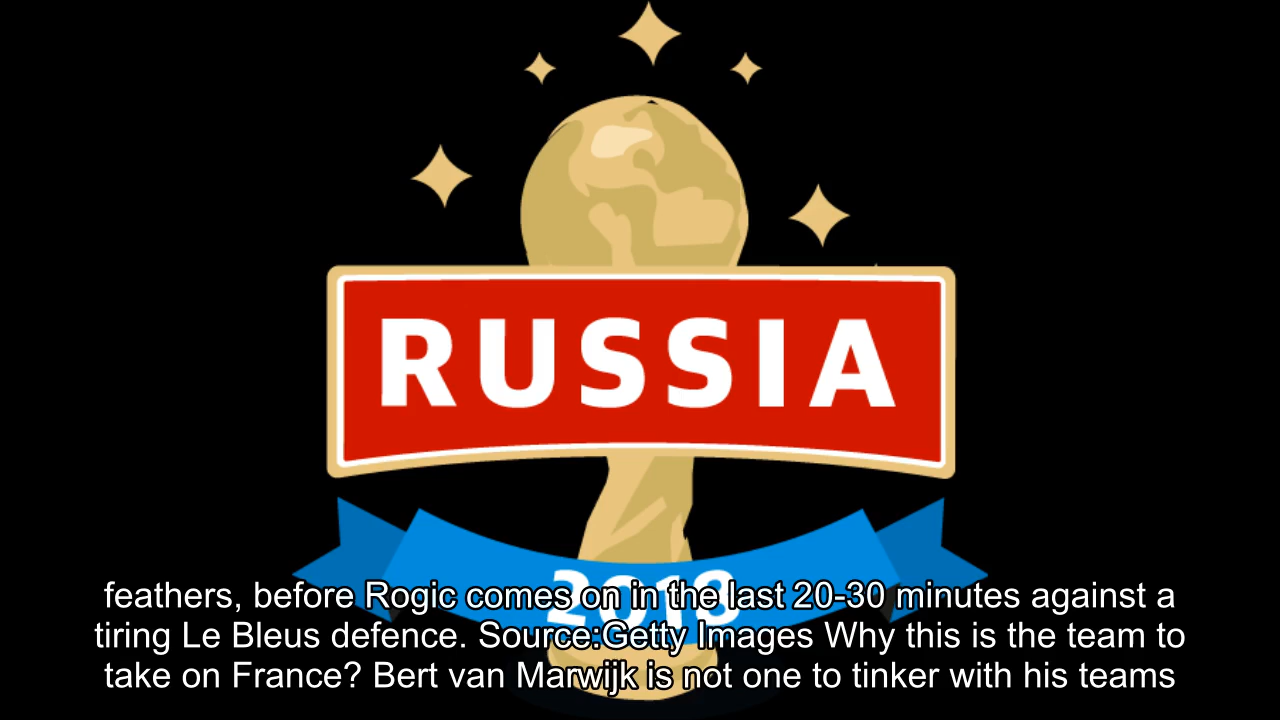 RUSSIA
2018
feathers, before Rogic comes on in the last 20-30 minutes against a
tiring Le Bleus defence. Source:Getty Images Why this is the team to
take on France? Bert van Marwijk is not one to tinker with his teams